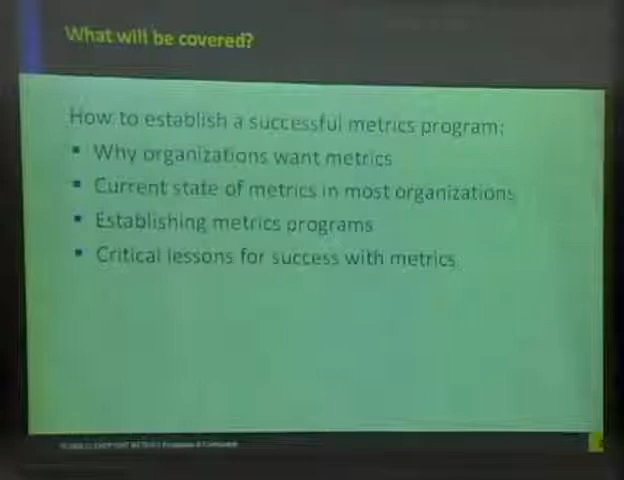 What will be covered?
How to establish a successful metrics program:
▪ Why organizations want metrics
▪ Current state of metrics in most organizations
▪ Establishing metrics programs
▪ Critical lessons for success with metrics